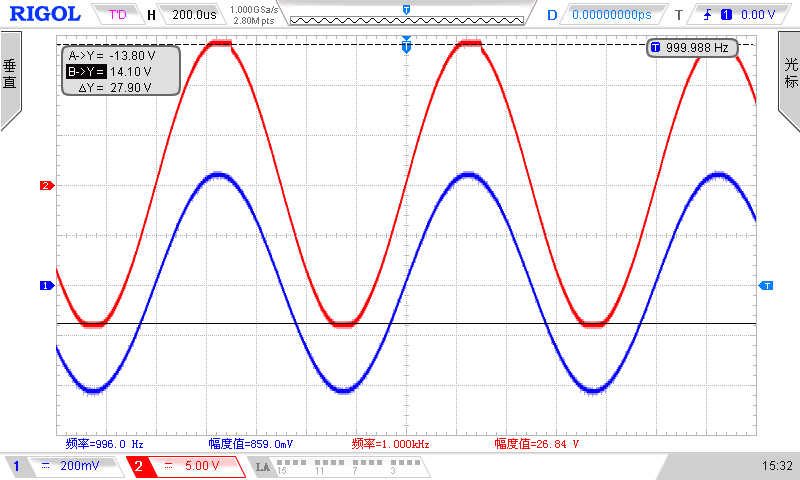 RIGOL T'D H 200.0us 1.000GSa/s 2.80M pts D 0.00000000ps T 1 0.00 V
T
T 999.988 Hz
A->Y= -13.80 V
B->Y= 14.10 V
ΔY= 27.90 V
垂直
光标
T
2
1
T
频率=996.0 Hz 幅度值=859.0mV 频率=1.000kHz 幅度值=26.84 V
1 200mV 2 5.00 V LA 15 11 7 3 15:32